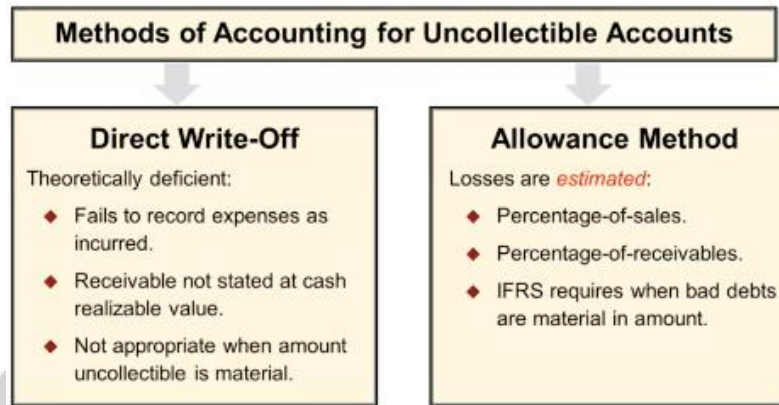 Methods of Accounting for Uncollectible Accounts
Direct Write-Off
Theoretically deficient:
Fails to record expenses as
incurred.
Receivable not stated at cash
realizable value.
Not appropriate when amount
uncollectible is material.
Allowance Method
Losses are estimated:
Percentage-of-sales.
Percentage-of-receivables.
IFRS requires when bad debts
are material in amount.